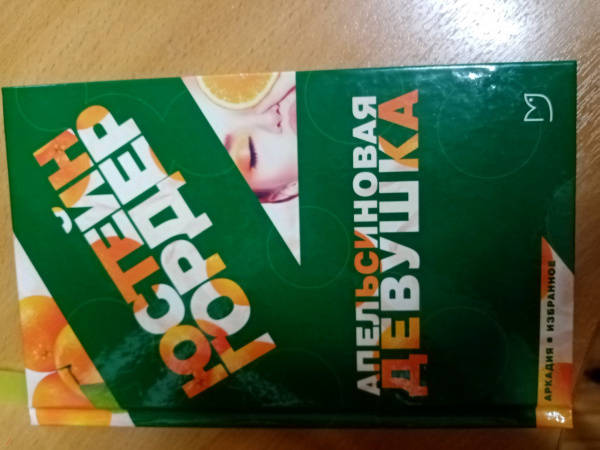 ЮСТЕЙН
ГОРДЕР
АПЕЛЬСИНОВАЯ
ДЕВУШКА
АРКАДИЯ ИЗБРАННОЕ